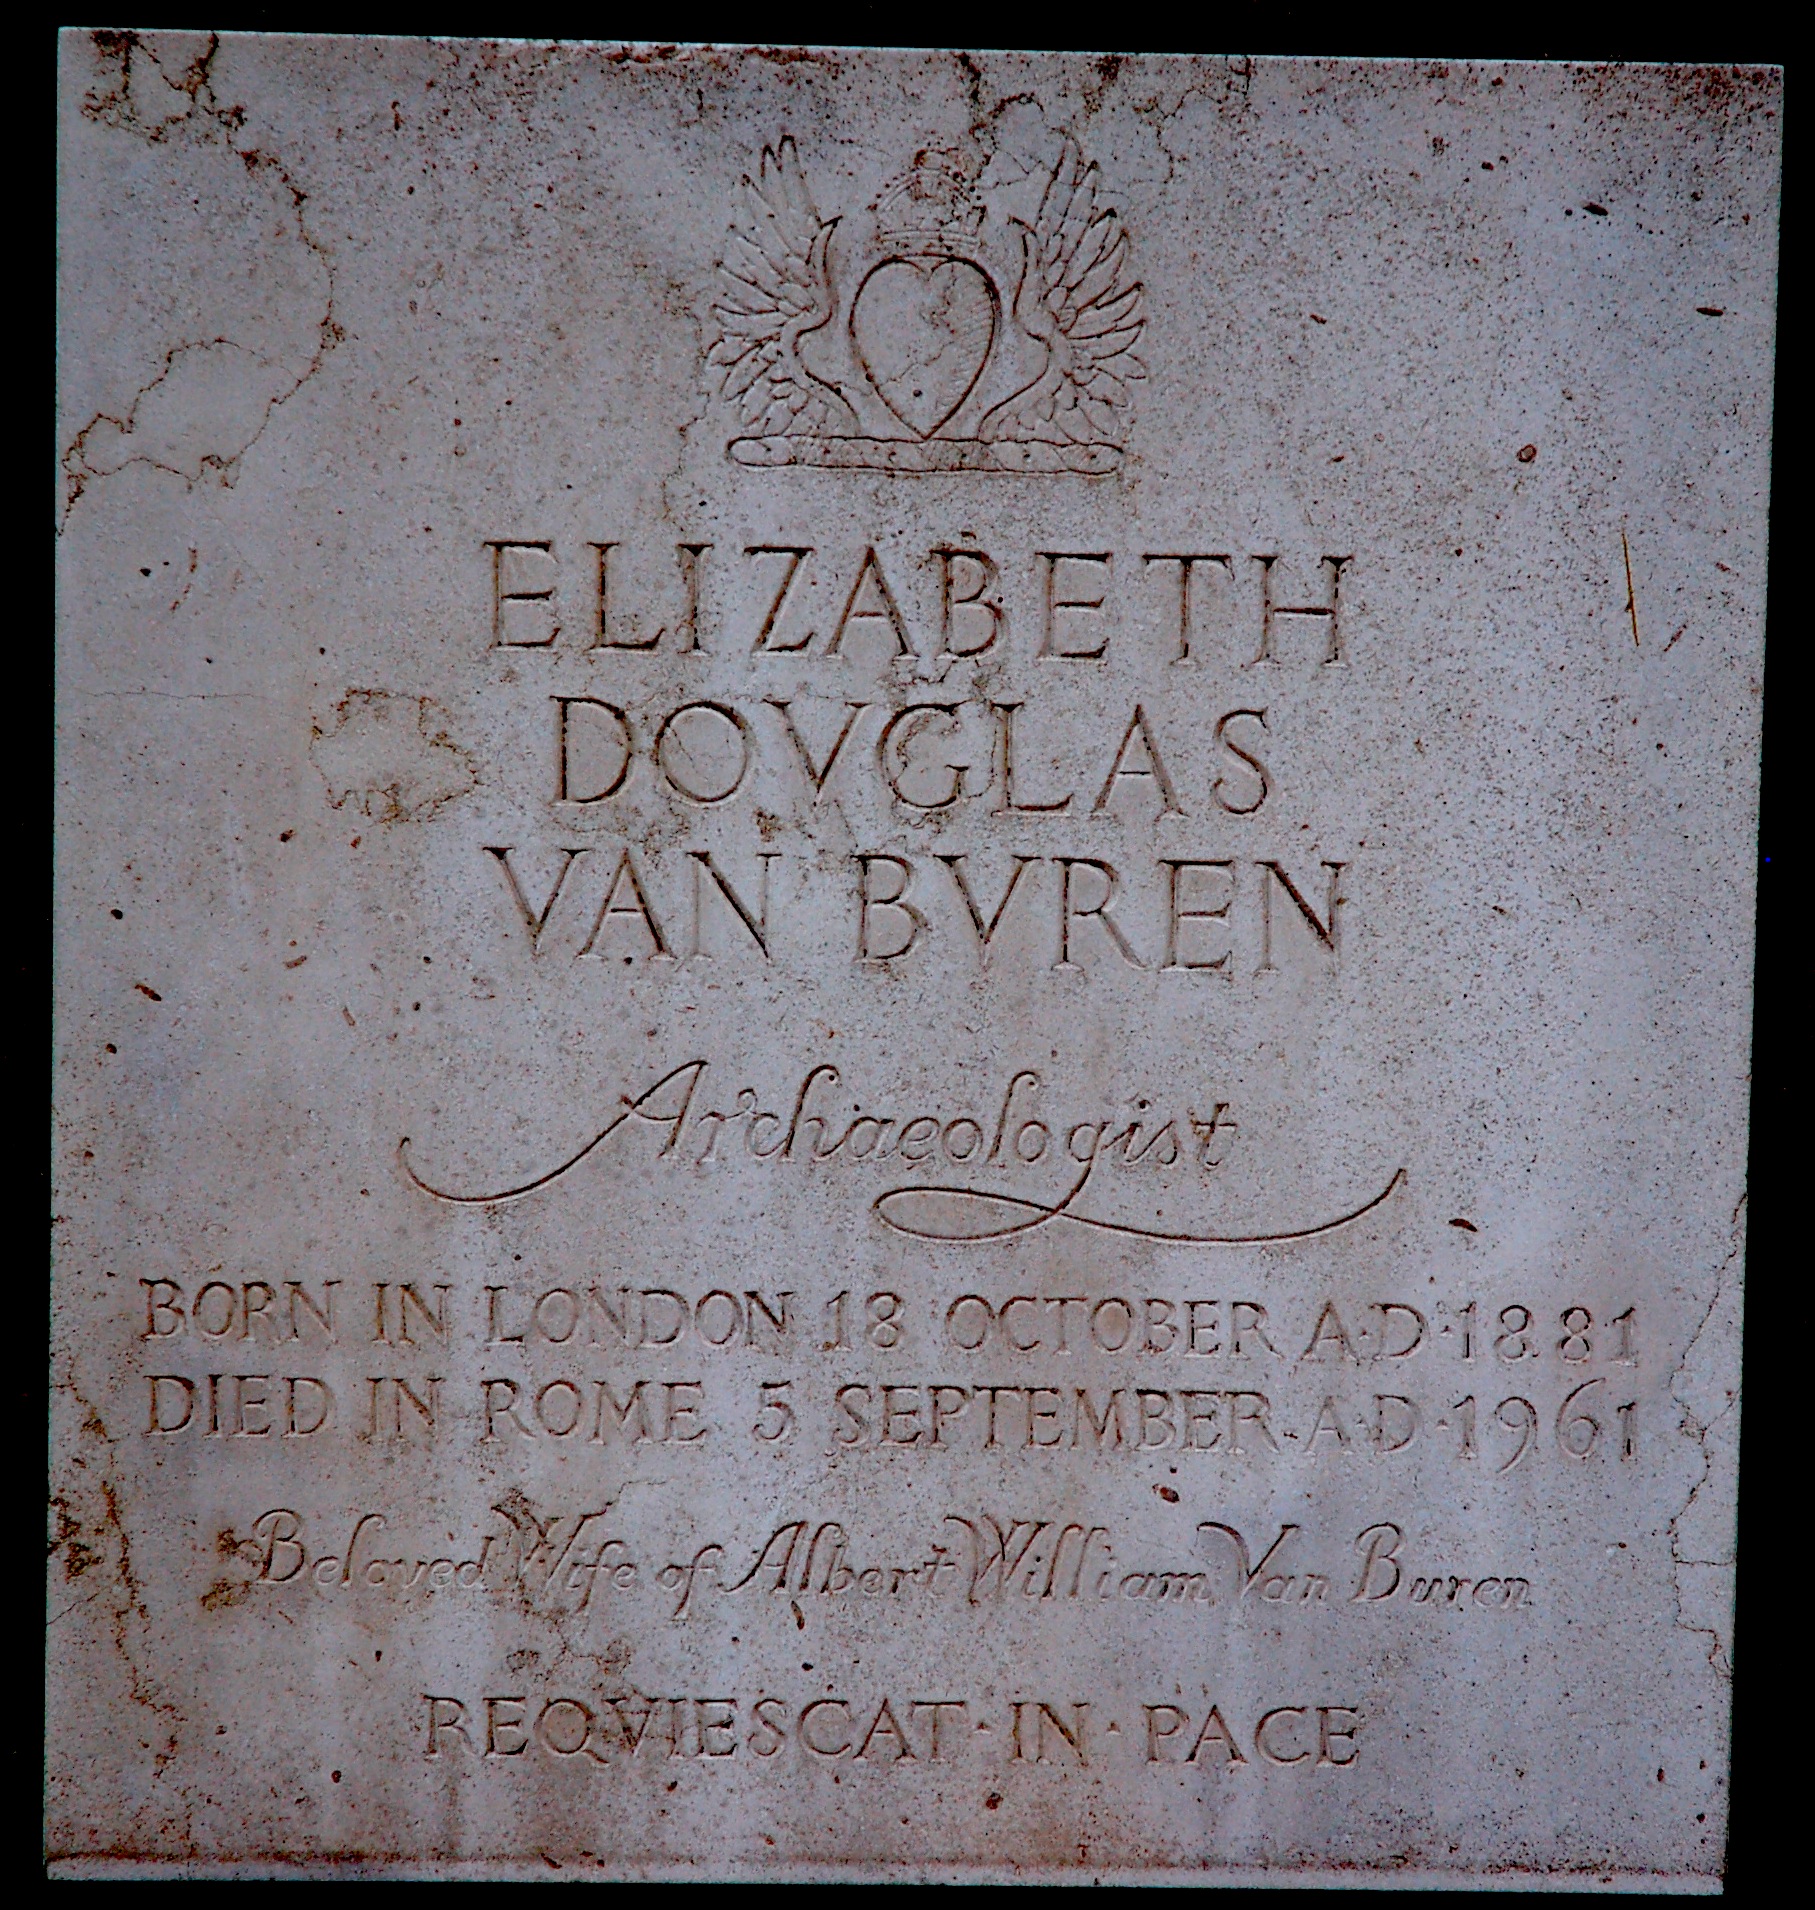 ELIZABETH
DOVGLAS
VAN BVREN
Archaeologist
BORN IN LONDON 18 OCTOBER A·D·1881
DIED IN ROME 5 SEPTEMBER A·D·1961
Beloved Wife of Albert William Van Buren
REQVIESCAT·IN·PACE